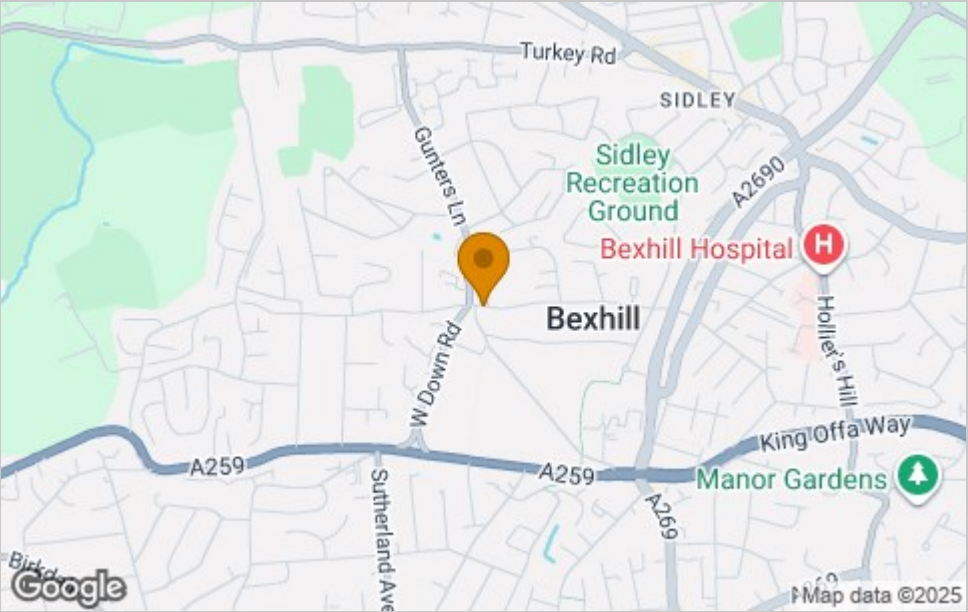 Turkey Rd
SIDLEY
Gunters Ln
Sidley
Recreation
Ground
A2690
Bexhill Hospital
H
Bexhill
Hollier's Hill
W Down Rd
King Offa Way
A259
A259
Manor Gardens
Sutherland Ave
A269
Google
Map data ©2025